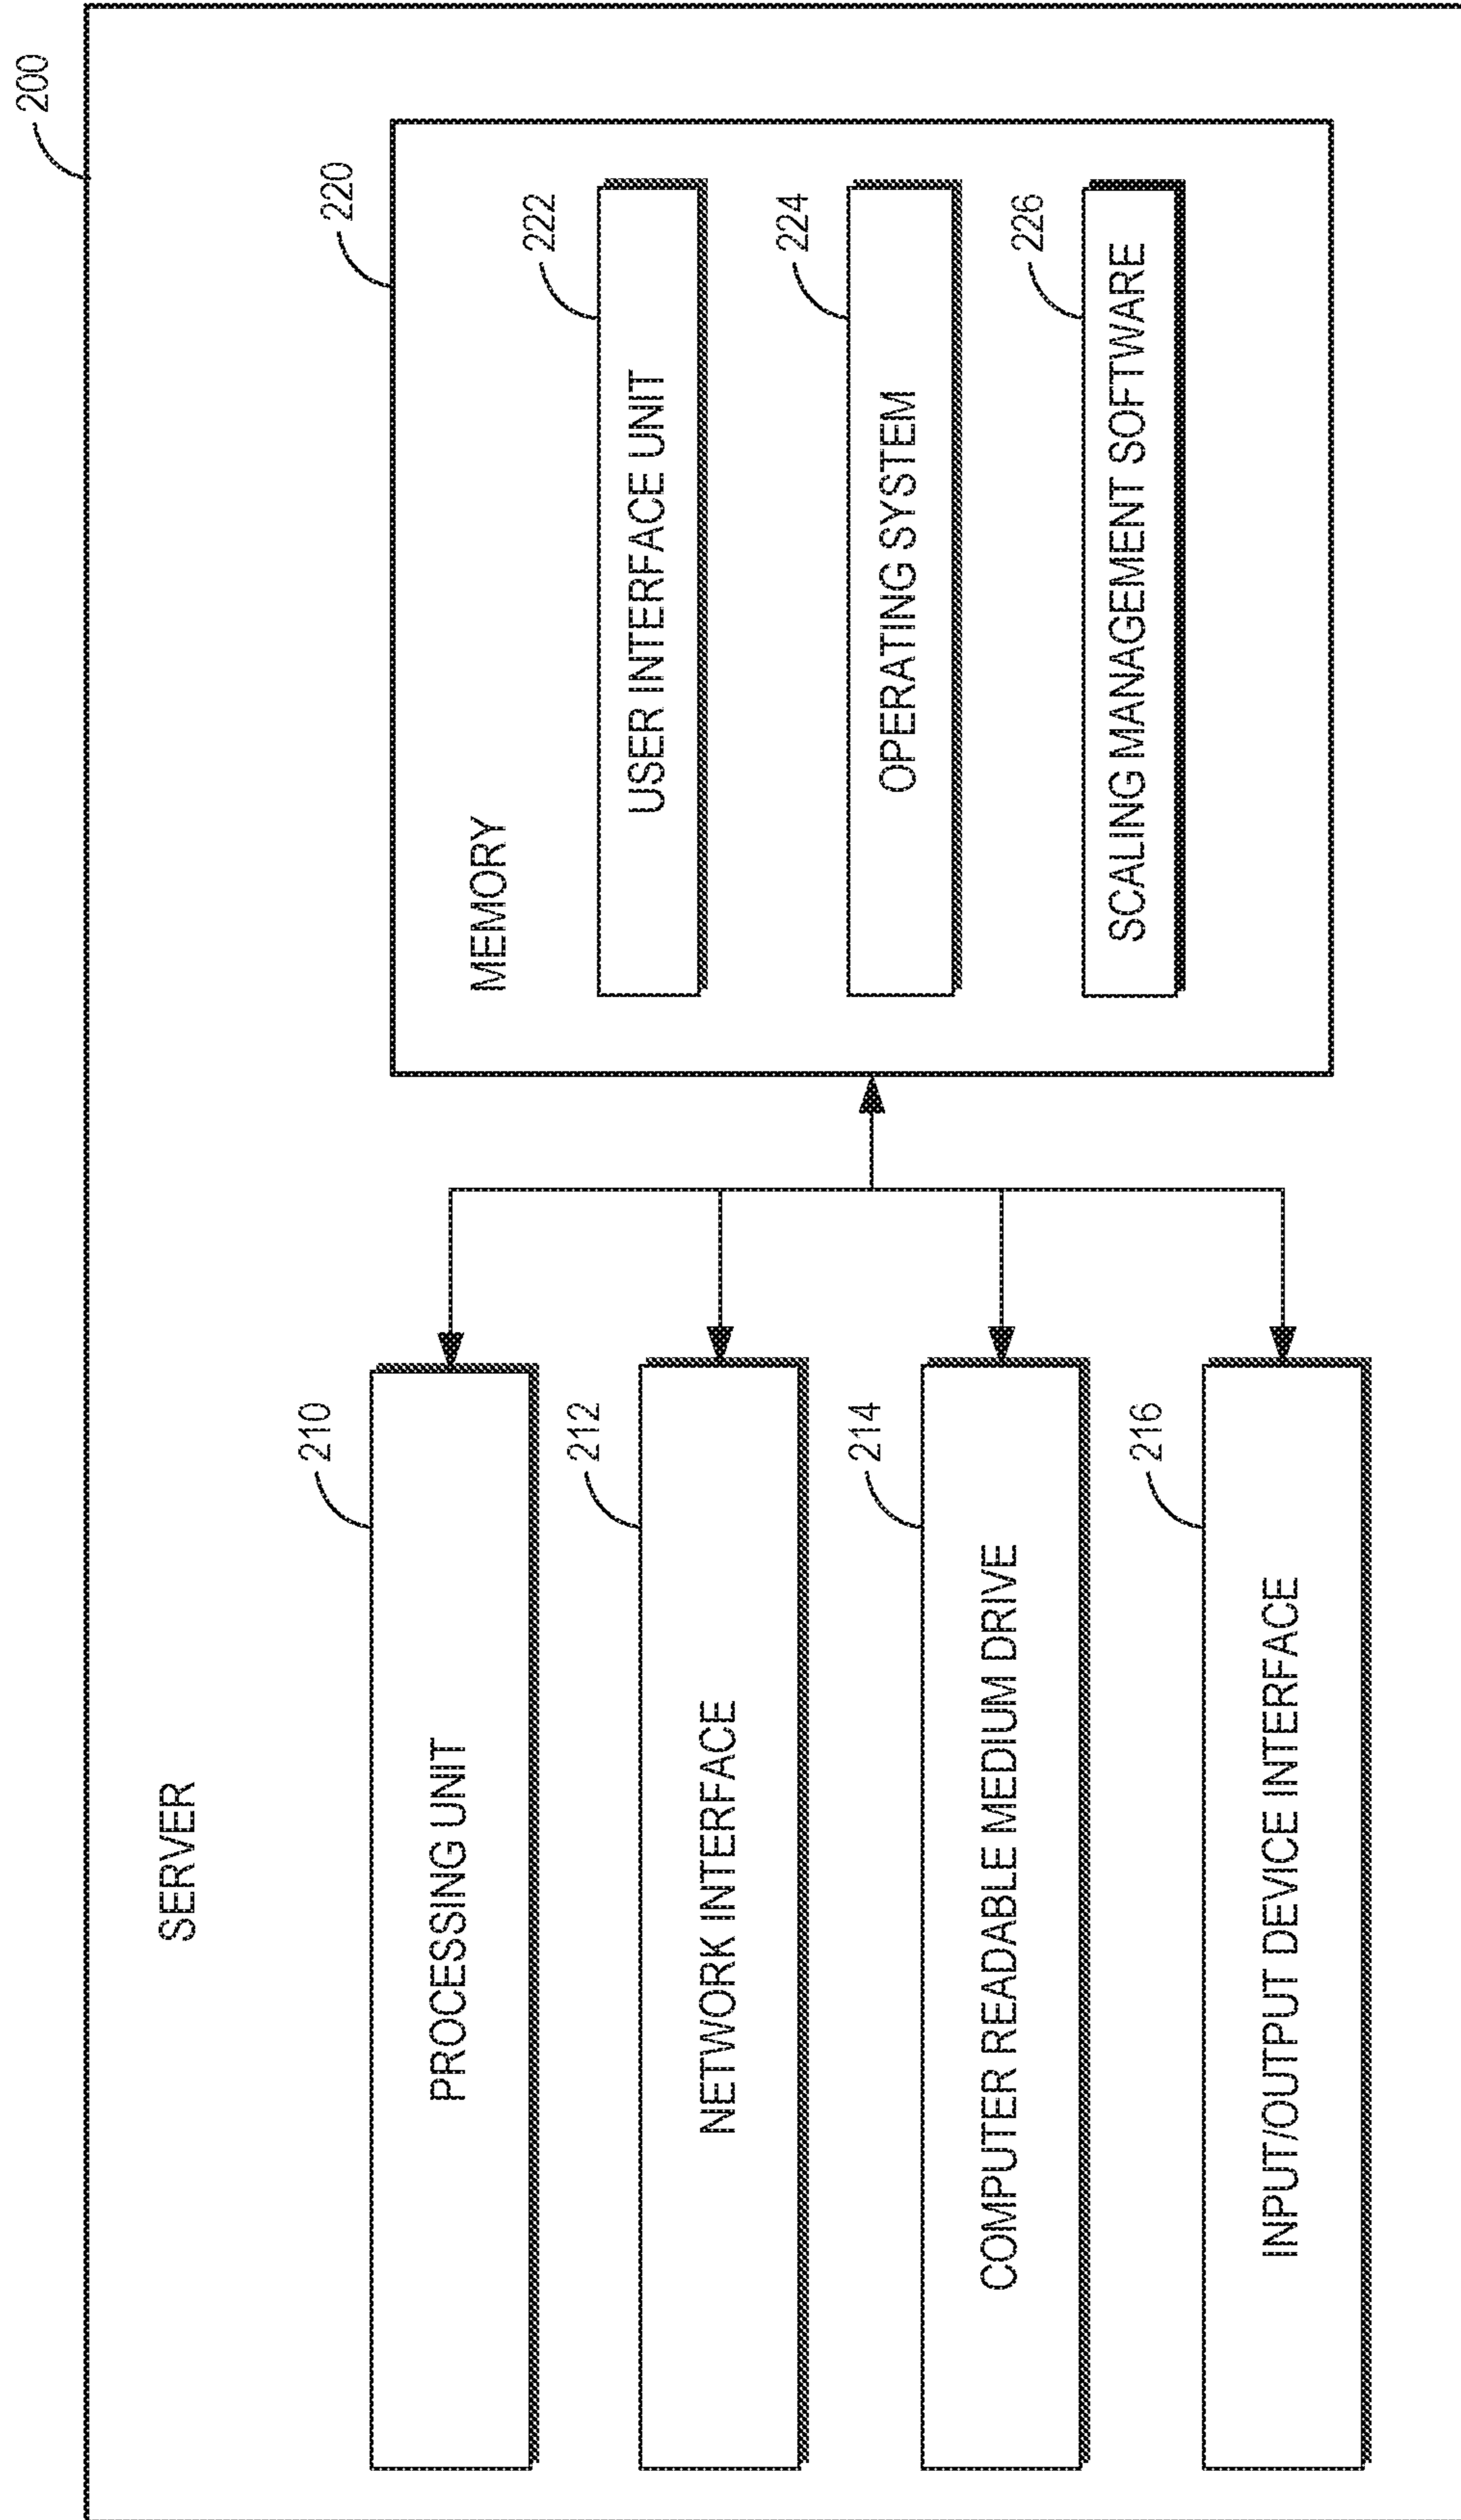 200
SERVER
210
PROCESSING UNIT
212
NETWORK INTERFACE
214
COMPUTER READABLE MEDIUM DRIVE
216
INPUT/OUTPUT DEVICE INTERFACE
220
MEMORY
222
USER INTERFACE UNIT
224
OPERATING SYSTEM
226
SCALING MANAGEMENT SOFTWARE